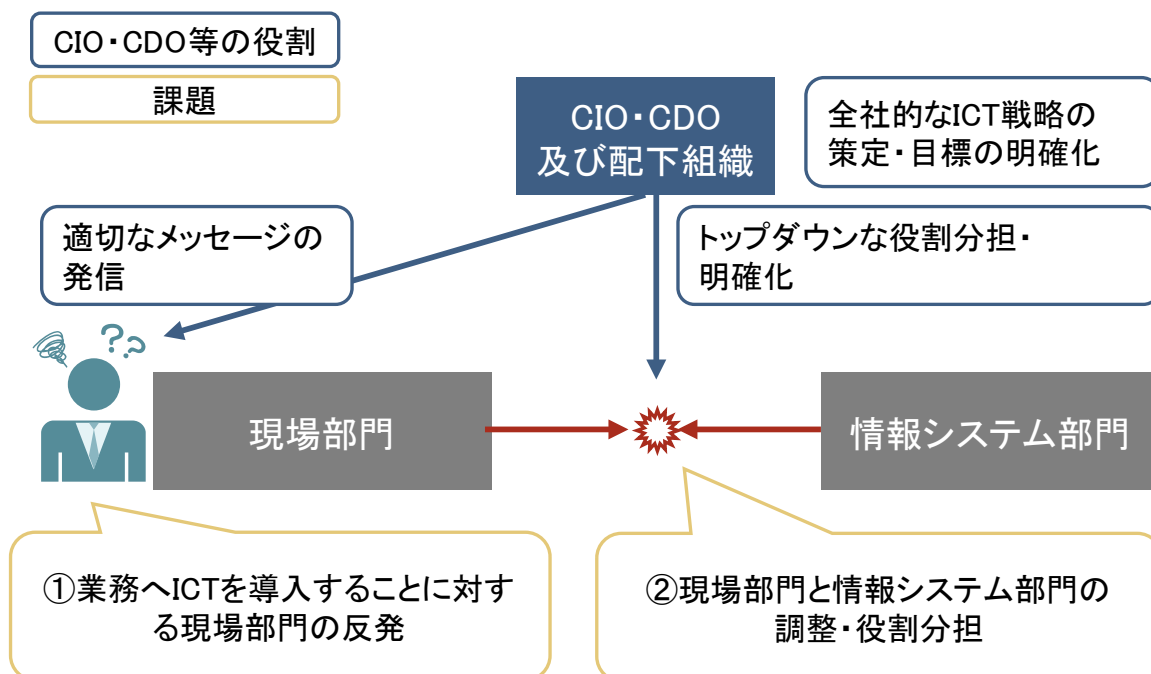 CIO・CDO等の役割
課題
CIO・CDO
及び配下組織
全社的なICT戦略の
策定・目標の明確化
適切なメッセージの
発信
トップダウンな役割分担・
明確化
??
現場部門
情報システム部門
①業務へICTを導入することに対す
る現場部門の反発
②現場部門と情報システム部門の
調整・役割分担